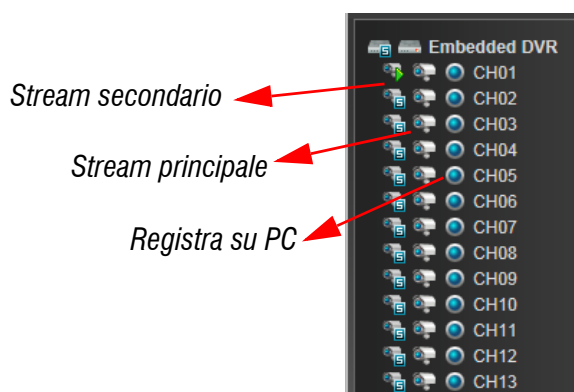 Embedded DVR
CH01
Stream secondario
CH02
CH03
CH04
Stream principale
CH05
CH06
Registra su PC
CH07
CH08
CH09
CH10
CH11
CH12
CH13